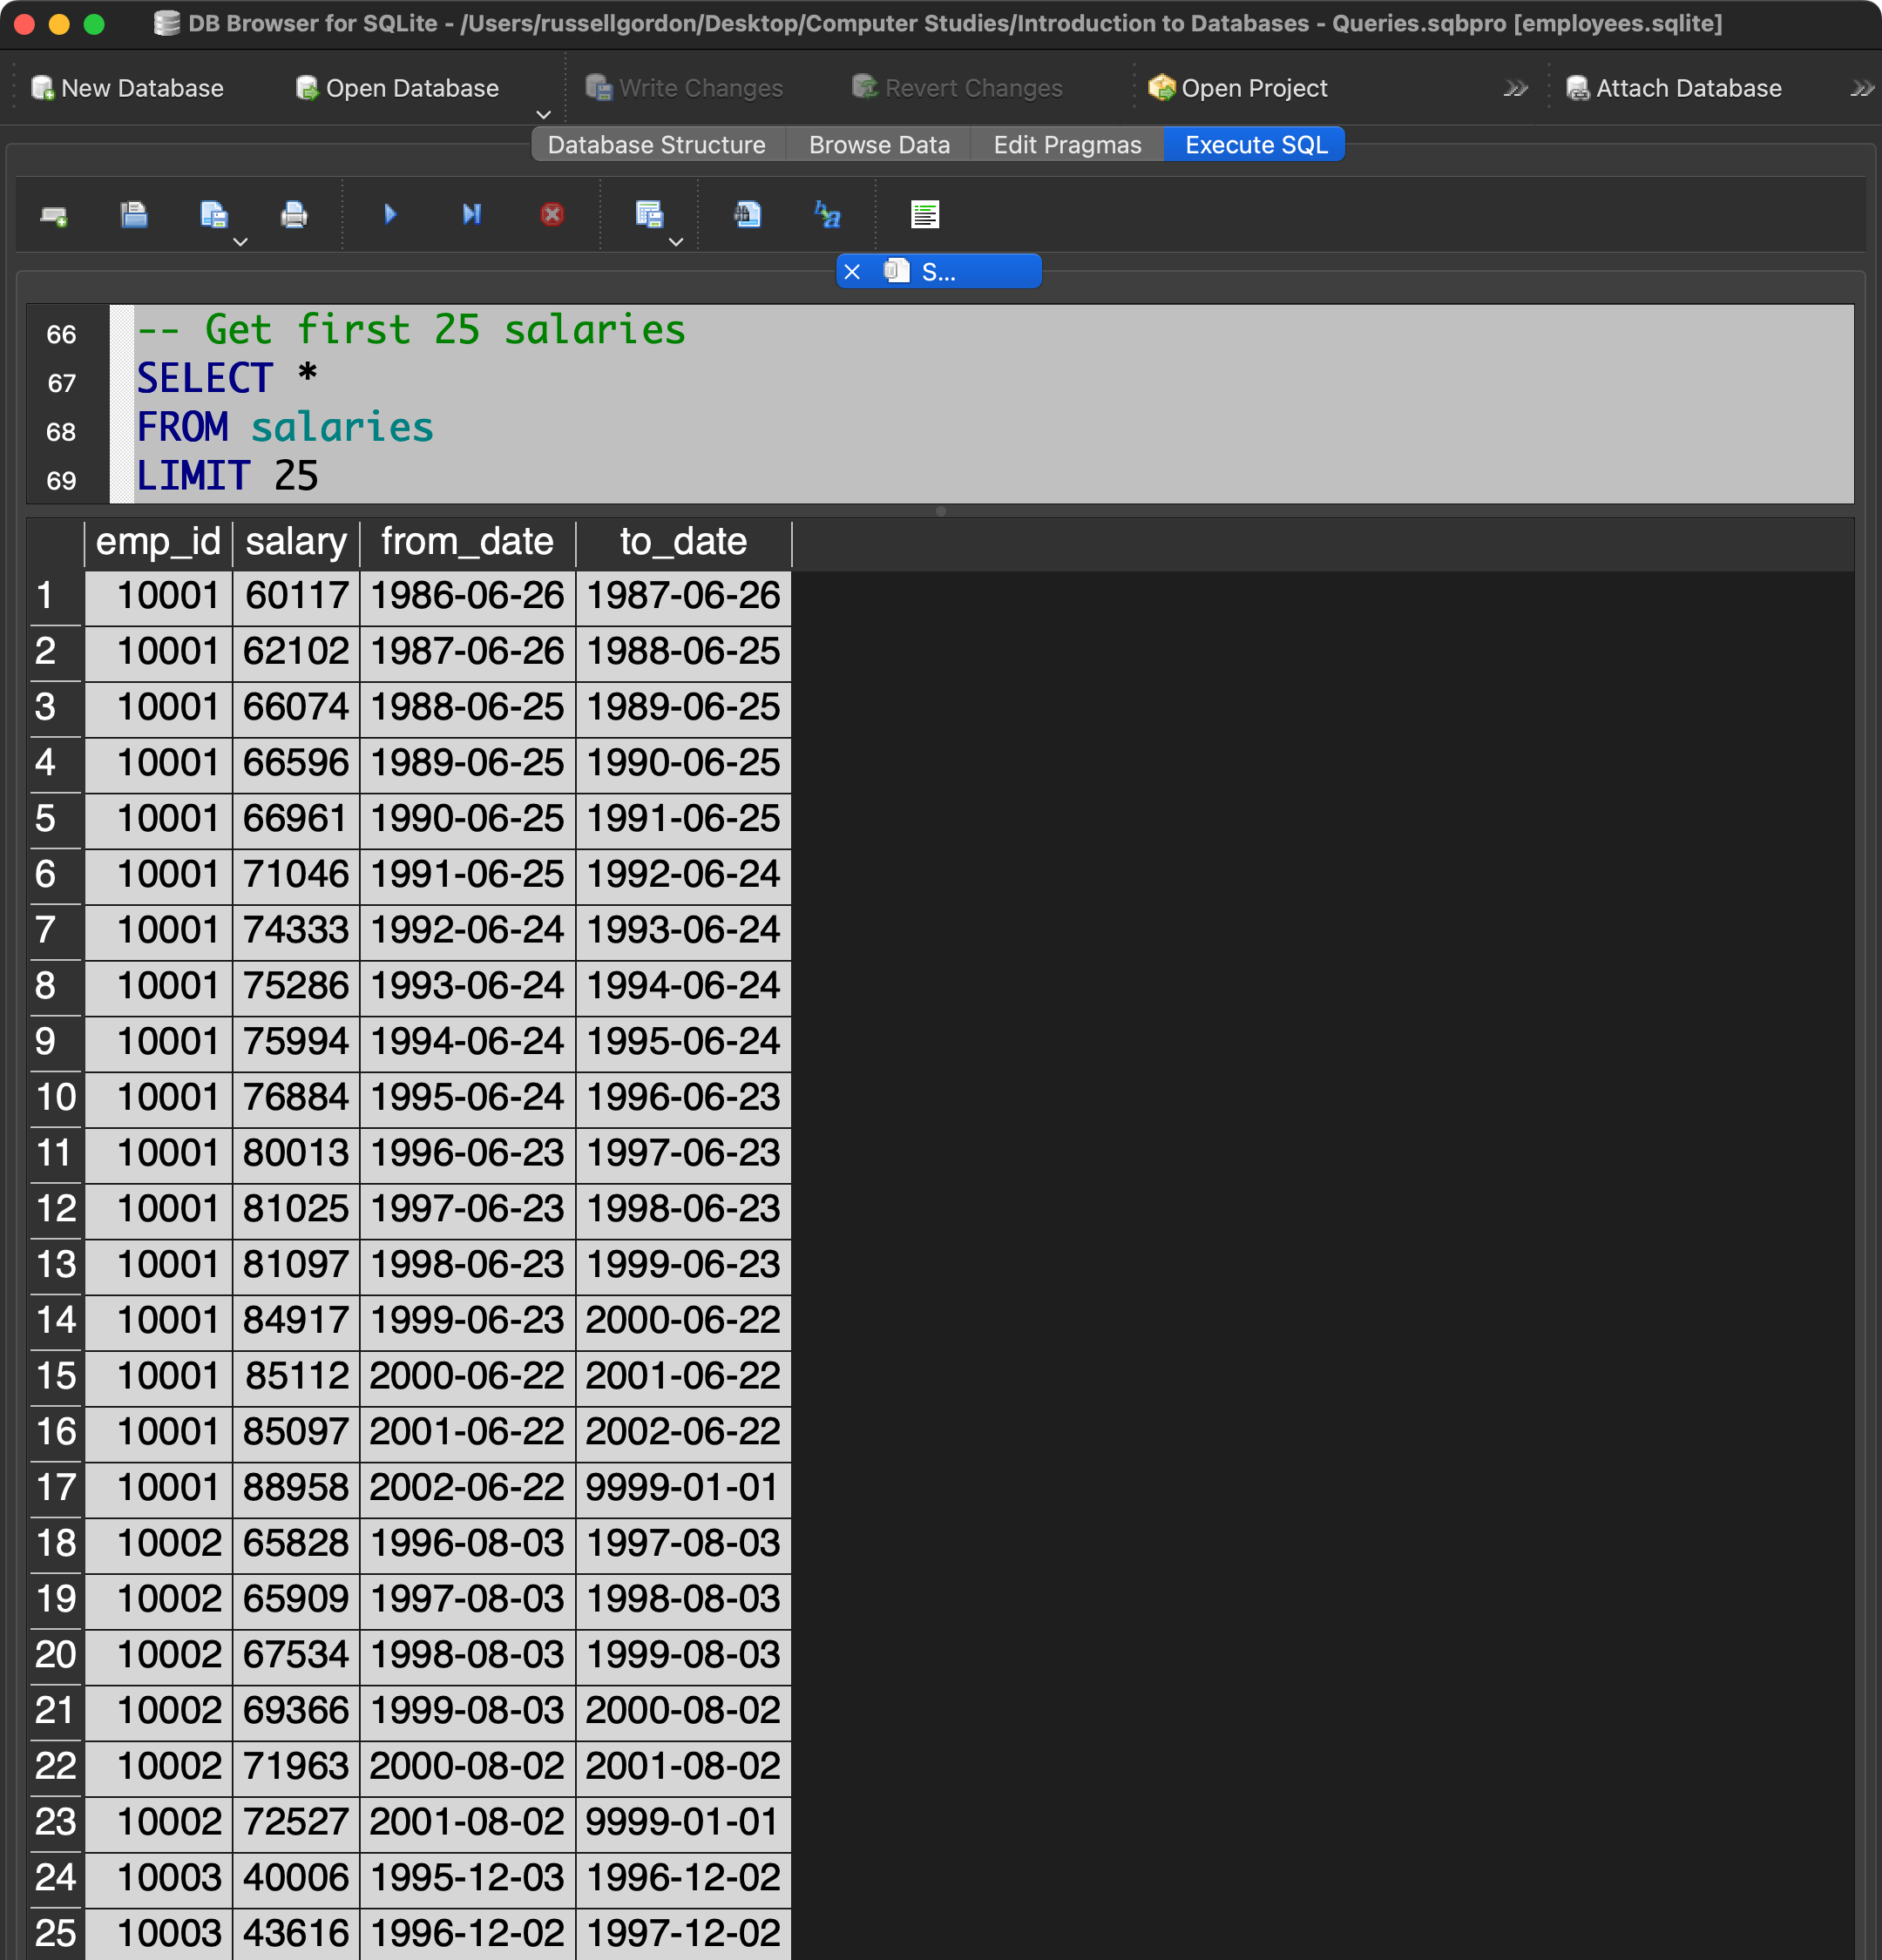 DB Browser for SQLite - /Users/russellgordon/Desktop/Computer Studies/Introduction to Databases - Queries.sqbpro [employees.sqlite]
New Database Open Database Write Changes Revert Changes Open Project Attach Database
Database Structure Browse Data Edit Pragmas Execute SQL
S...
66 -- Get first 25 salaries
67 SELECT *
68 FROM salaries
69 LIMIT 25
emp_id salary from_date to_date
1 10001 60117 1986-06-26 1987-06-26
2 10001 62102 1987-06-26 1988-06-25
3 10001 66074 1988-06-25 1989-06-25
4 10001 66596 1989-06-25 1990-06-25
5 10001 66961 1990-06-25 1991-06-25
6 10001 71046 1991-06-25 1992-06-24
7 10001 74333 1992-06-24 1993-06-24
8 10001 75286 1993-06-24 1994-06-24
9 10001 75994 1994-06-24 1995-06-24
10 10001 76884 1995-06-24 1996-06-23
11 10001 80013 1996-06-23 1997-06-23
12 10001 81025 1997-06-23 1998-06-23
13 10001 81097 1998-06-23 1999-06-23
14 10001 84917 1999-06-23 2000-06-22
15 10001 85112 2000-06-22 2001-06-22
16 10001 85097 2001-06-22 2002-06-22
17 10001 88958 2002-06-22 9999-01-01
18 10002 65828 1996-08-03 1997-08-03
19 10002 65909 1997-08-03 1998-08-03
20 10002 67534 1998-08-03 1999-08-03
21 10002 69366 1999-08-03 2000-08-02
22 10002 71963 2000-08-02 2001-08-02
23 10002 72527 2001-08-02 9999-01-01
24 10003 40006 1995-12-03 1996-12-02
25 10003 43616 1996-12-02 1997-12-02